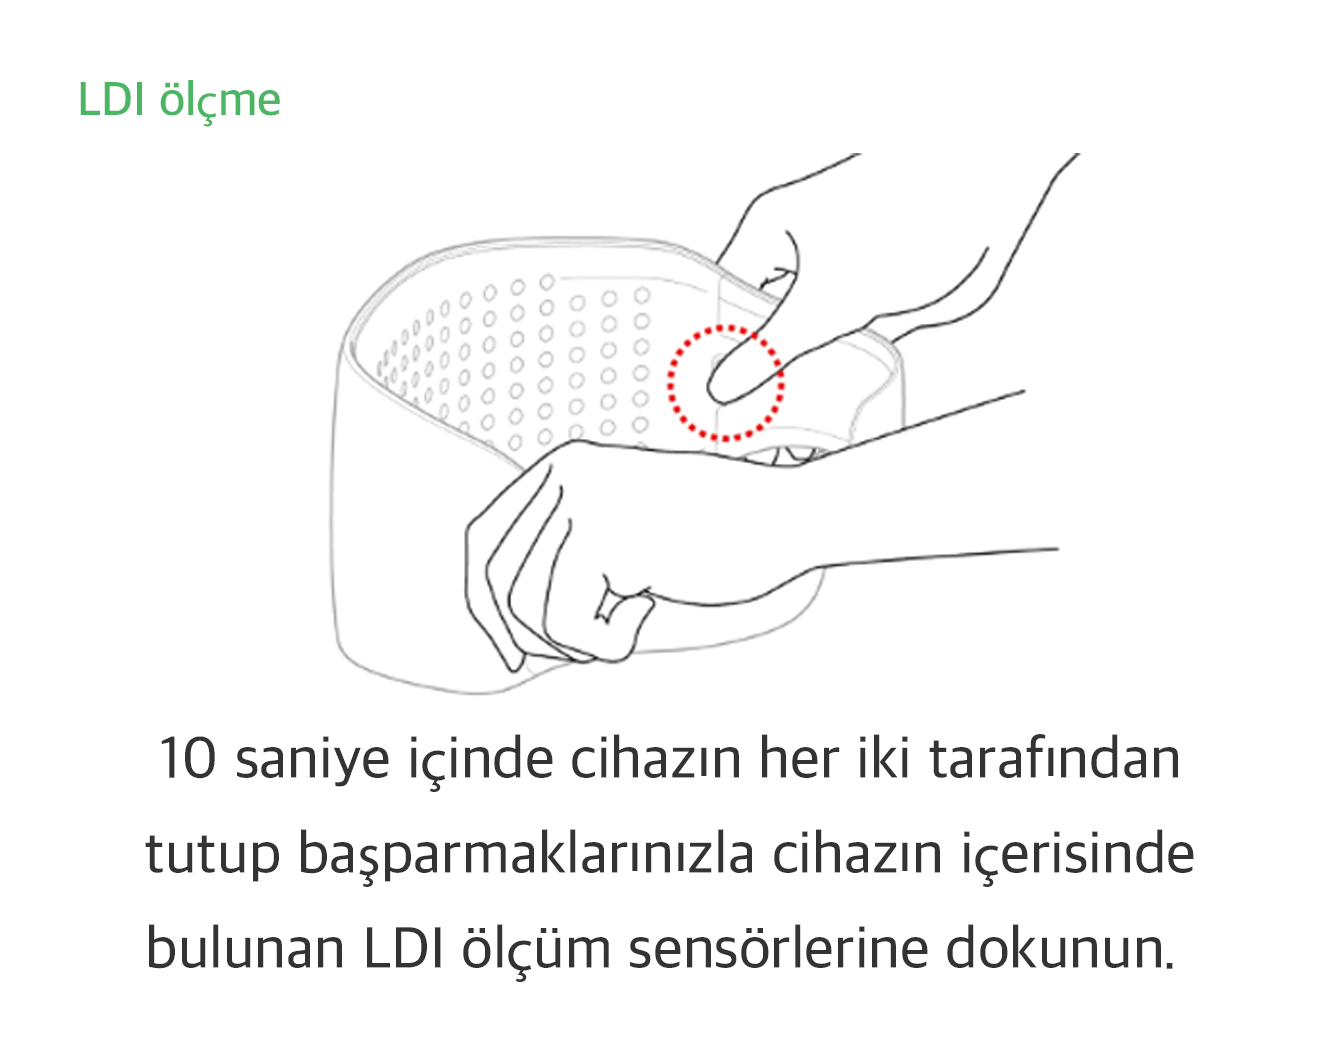 LDI ölçme
10 saniye içinde cihazın her iki tarafından
tutup başparmaklarınızla cihazın içerisinde
bulunan LDI ölçüm sensörlerine dokunun.